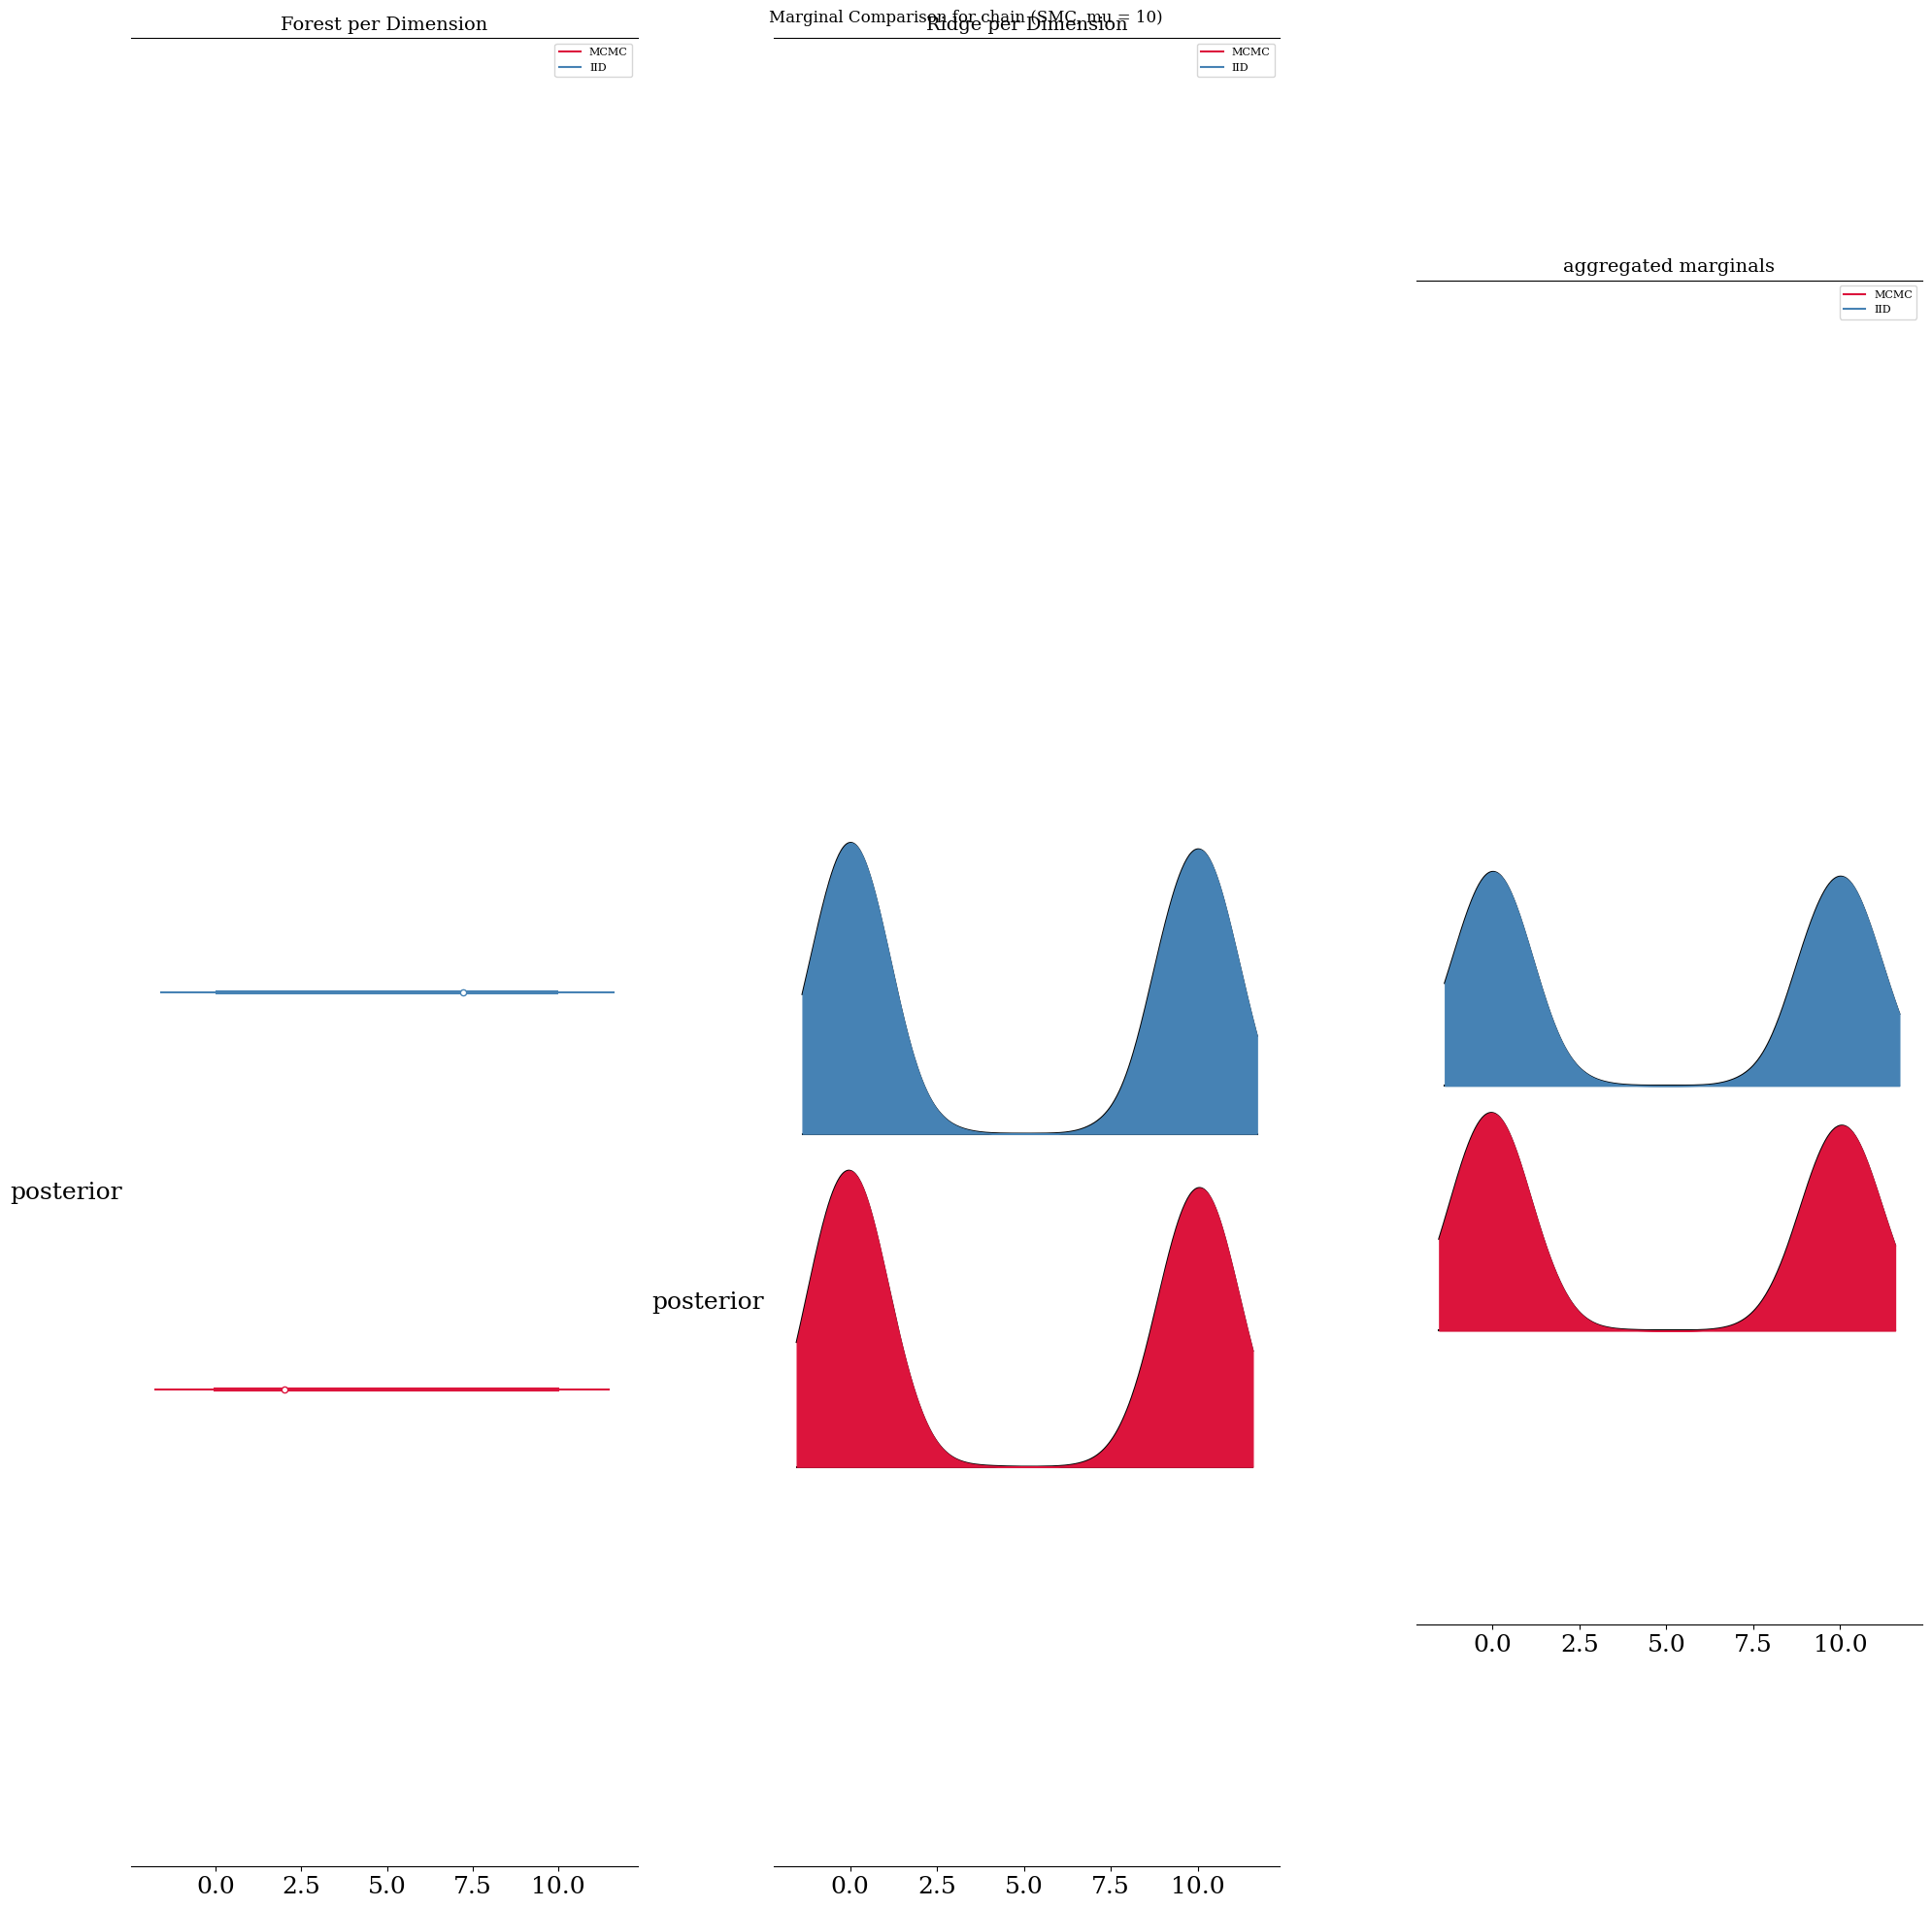 Marginal Comparison for chain (SMC, mu = 10)
Forest per Dimension
MCMC
IID
posterior
0.0 2.5 5.0 7.5 10.0
Ridge per Dimension
MCMC
IID
posterior
0.0 2.5 5.0 7.5 10.0
aggregated marginals
MCMC
IID
0.0 2.5 5.0 7.5 10.0